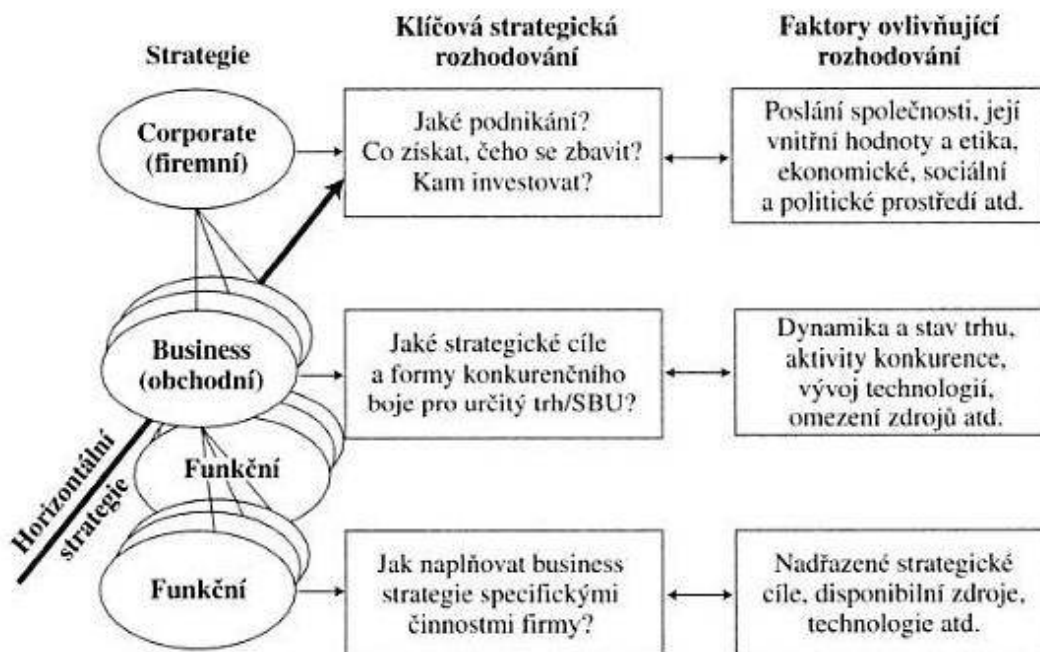 Strategie
Klíčová strategická
rozhodování
Faktory ovlivňující
rozhodování
Corporate
(firemní)
Jaké podnikání?
Co získat, čeho se zbavit?
Kam investovat?
Poslání společnosti, její
vnitřní hodnoty a etika,
ekonomické, sociální
a politické prostředí atd.
Business
(obchodní)
Jaké strategické cíle
a formy konkurenčního
boje pro určitý trh/SBU?
Dynamika a stav trhu,
aktivity konkurence,
vývoj technologií,
omezení zdrojů atd.
Horizontální
strategie
Funkční
Funkční
Jak naplňovat business
strategie specifickými
činnostmi firmy?
Nadřazené strategické
cíle, disponibilní zdroje,
technologie atd.